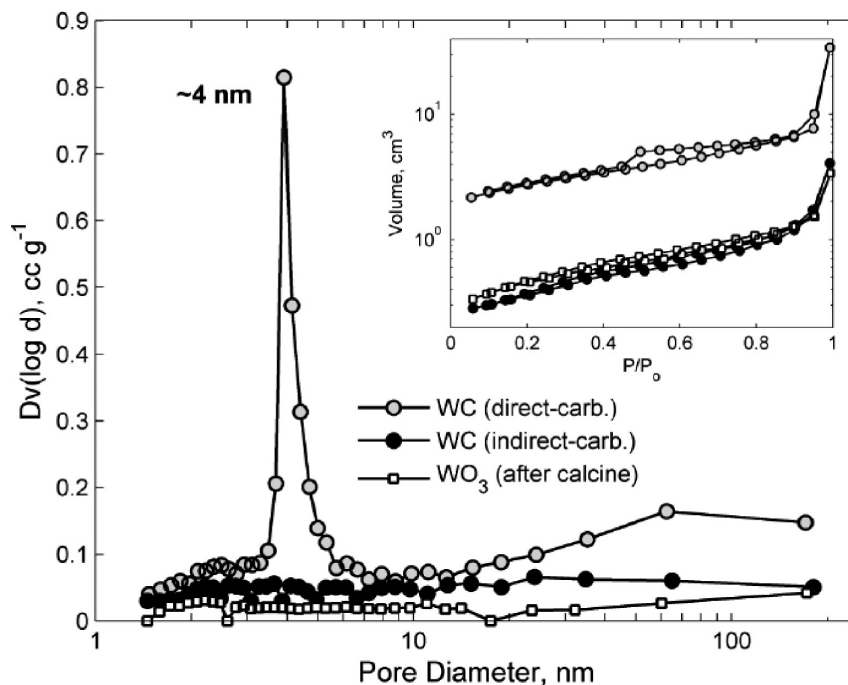 0.9
0.8
0.7
0.6
0.5
0.4
0.3
0.2
0.1
0
Dv(log d), cc g⁻¹
~4 nm
10¹
10⁰
Volume, cm³
0 0.2 0.4 0.6 0.8 1
P/Pₒ
WC (direct-carb.)
WC (indirect-carb.)
WO₃ (after calcine)
1 10 100
Pore Diameter, nm